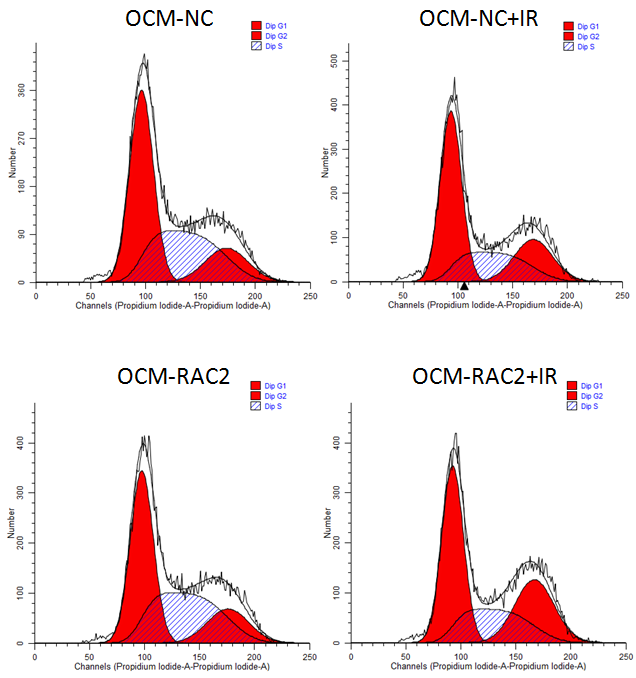 OCM-NC
Dip G1
Dip G2
Dip S
Number
360
270
180
90
0
0 50 100 150 200 250
Channels (Propidium Iodide-A-Propidium Iodide-A)
OCM-NC+IR
Dip G1
Dip G2
Dip S
Number
500
400
300
200
100
0
0 50 100 150 200 250
Channels (Propidium Iodide-A-Propidium Iodide-A)
OCM-RAC2
Dip G1
Dip G2
Dip S
Number
400
300
200
100
0
0 50 100 150 200 250
Channels (Propidium Iodide-A-Propidium Iodide-A)
OCM-RAC2+IR
Dip G1
Dip G2
Dip S
Number
400
300
200
100
0
0 50 100 150 200 250
Channels (Propidium Iodide-A-Propidium Iodide-A)